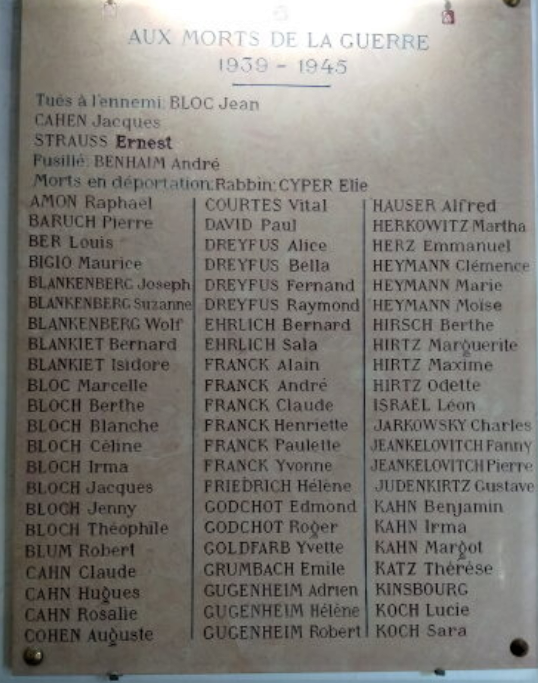 AUX MORTS DE LA GUERRE
1939 - 1945
Tués à l'ennemi: BLOC Jean
CAHEN Jacques
STRAUSS Ernest
Fusillé: BENHAIM André
Morts en déportation: Rabbin: CYPER Elie
AMON Raphaël
BARUCH Pierre
BER Louis
BIGIO Maurice
BLANKENBERG Joseph
BLANKENBERG Suzanne
BLANKENBERG Wolf
BLANKIET Bernard
BLANKIET Isidore
BLOC Marcelle
BLOCH Berthe
BLOCH Blanche
BLOCH Céline
BLOCH Irma
BLOCH Jacques
BLOCH Jenny
BLOCH Théophile
BLUM Robert
CAHN Claude
CAHN Hugues
CAHN Rosalie
COHEN Auguste
COURTES Vital
DAVID Paul
DREYFUS Alice
DREYFUS Bella
DREYFUS Fernand
DREYFUS Raymond
EHRLICH Bernard
EHRLICH Sala
FRANCK Alain
FRANCK André
FRANCK Claude
FRANCK Henriette
FRANCK Paulette
FRANCK Yvonne
FRIEDRICH Hélène
GODCHOT Edmond
GODCHOT Roger
GOLDFARB Yvette
GRUMBACH Emile
GUGENHEIM Adrien
GUGENHEIM Hélène
GUGENHEIM Robert
HAUSER Alfred
HERKOWITZ Martha
HERZ Emmanuel
HEYMANN Clémence
HEYMANN Marie
HEYMANN Moïse
HIRSCH Berthe
HIRTZ Marguerite
HIRTZ Maxime
HIRTZ Odette
ISRAËL Léon
JARKOWSKY Charles
JEANKELOVITCH Fanny
JEANKELOVITCH Pierre
JUDENKIRTZ Gustave
KAHN Benjamin
KAHN Irma
KAHN Margot
KATZ Thérèse
KINSBOURG
KOCH Lucie
KOCH Sara